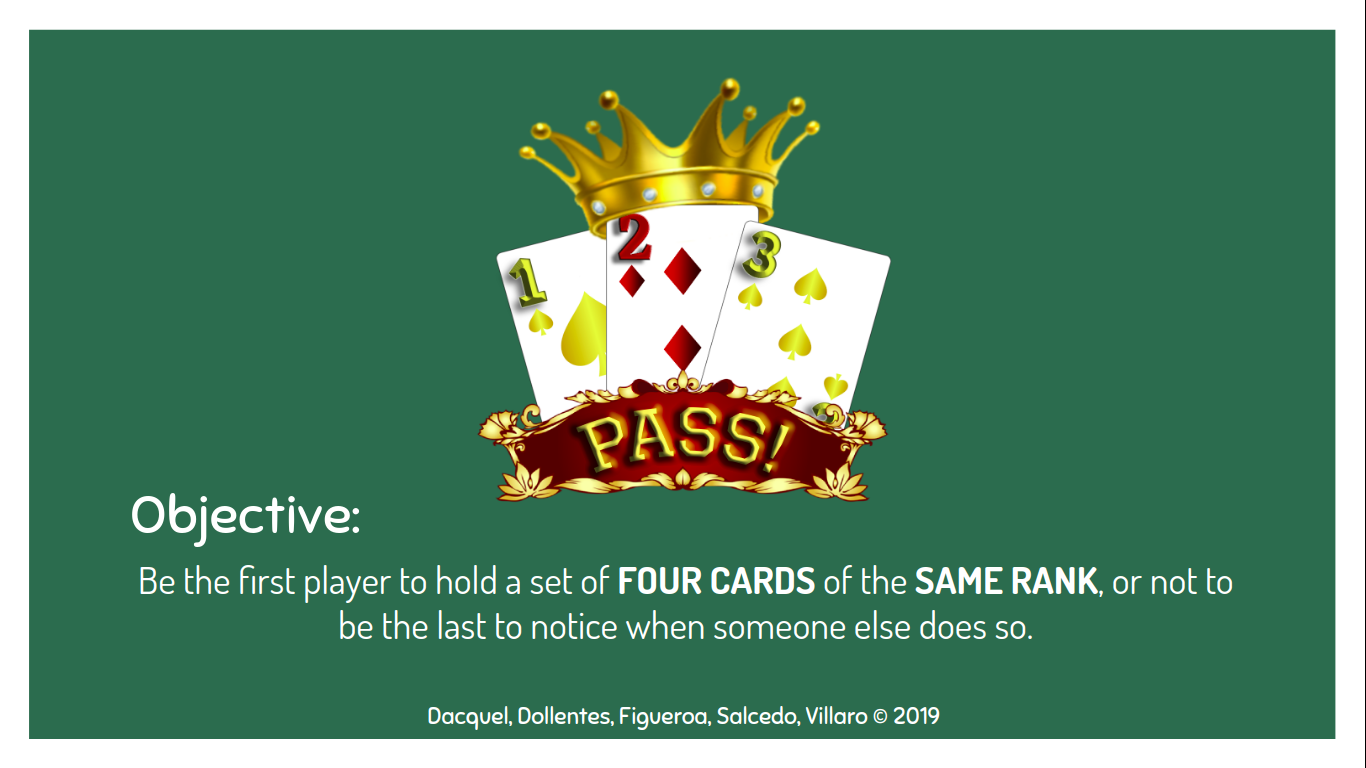 1
2
3
PASS!
Objective:
Be the first player to hold a set of FOUR CARDS of the SAME RANK, or not to
be the last to notice when someone else does so.
Dacquel, Dollentes, Figueroa, Salcedo, Villaro © 2019